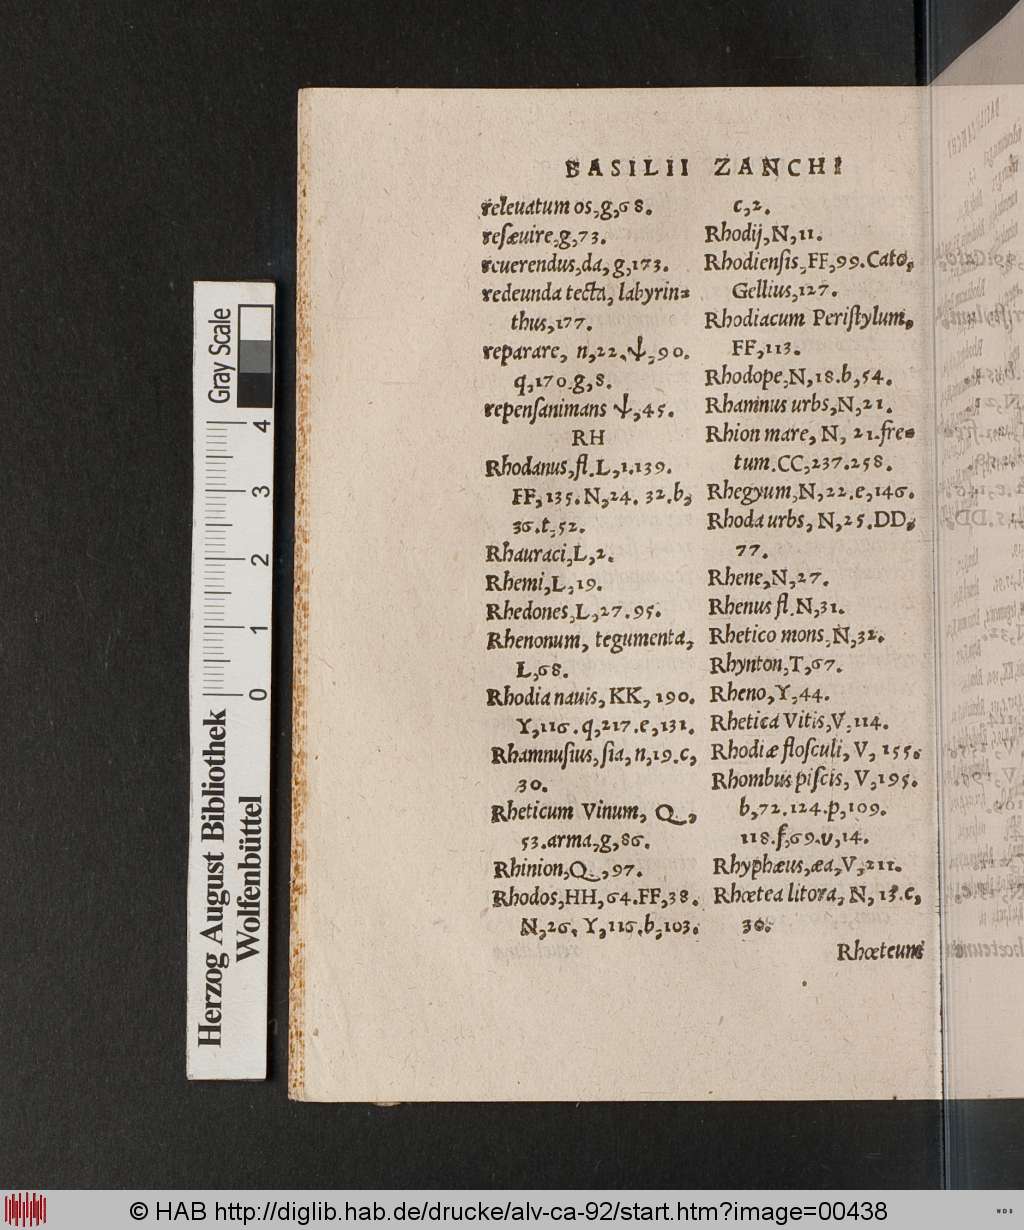 BASILII ZANCHI
releuatum os,g,68.
resæuire,g,73.
reuerendus,da, g,173.
redeunda tecta, labyrin=
thus,177.
reparare, n,22.Ψ,90.
q,170.g,8.
repensanimans Ψ,45.
RH
Rhodanus,fl.L,1.139.
FF,135.N,24. 32.b,
36.t,52.
Rhauraci,L,2.
Rhemi,L,19.
Rhedones,L,27.95.
Rhenonum, tegumenta,
L,68.
Rhodia nauis, KK, 190.
Y,116.q,217.e,131.
Rhamnusius,sia,n,19.c,
30.
Rheticum Vinum, Q,
53.arma,g,86.
Rhinion,Q,97.
Rhodos,HH,64.FF,38.
N,26. Y,116.b,103.
c,2.
Rhodij,N,11.
Rhodiensis,FF,99.Cato,
Gellius,127.
Rhodiacum Peristylum,
FF,113.
Rhodope,N,18.b,54.
Rhamnus urbs,N,21.
Rhion mare, N, 21.fre=
tum.CC,237.258.
Rhegyum,N,22.e,146.
Rhoda urbs, N,25.DD,
77.
Rhene,N,27.
Rhenus fl.N,31.
Rhetico mons,N,32.
Rhynton,T,67.
Rheno,Y,44.
Rhetica Vitis,V,114.
Rhodiæ flosculi, V, 155.
Rhombus piscis, V,195.
b,72.124.p,109.
118.f,69.v,14.
Rhyphæus,æa,V,211.
Rhœtea litora, N,13.c,
36.
Rhœteum
Gray Scale
4
3
2
1
0
Herzog August Bibliothek
Wolfenbüttel
© HAB http://diglib.hab.de/drucke/alv-ca-92/start.htm?image=00438